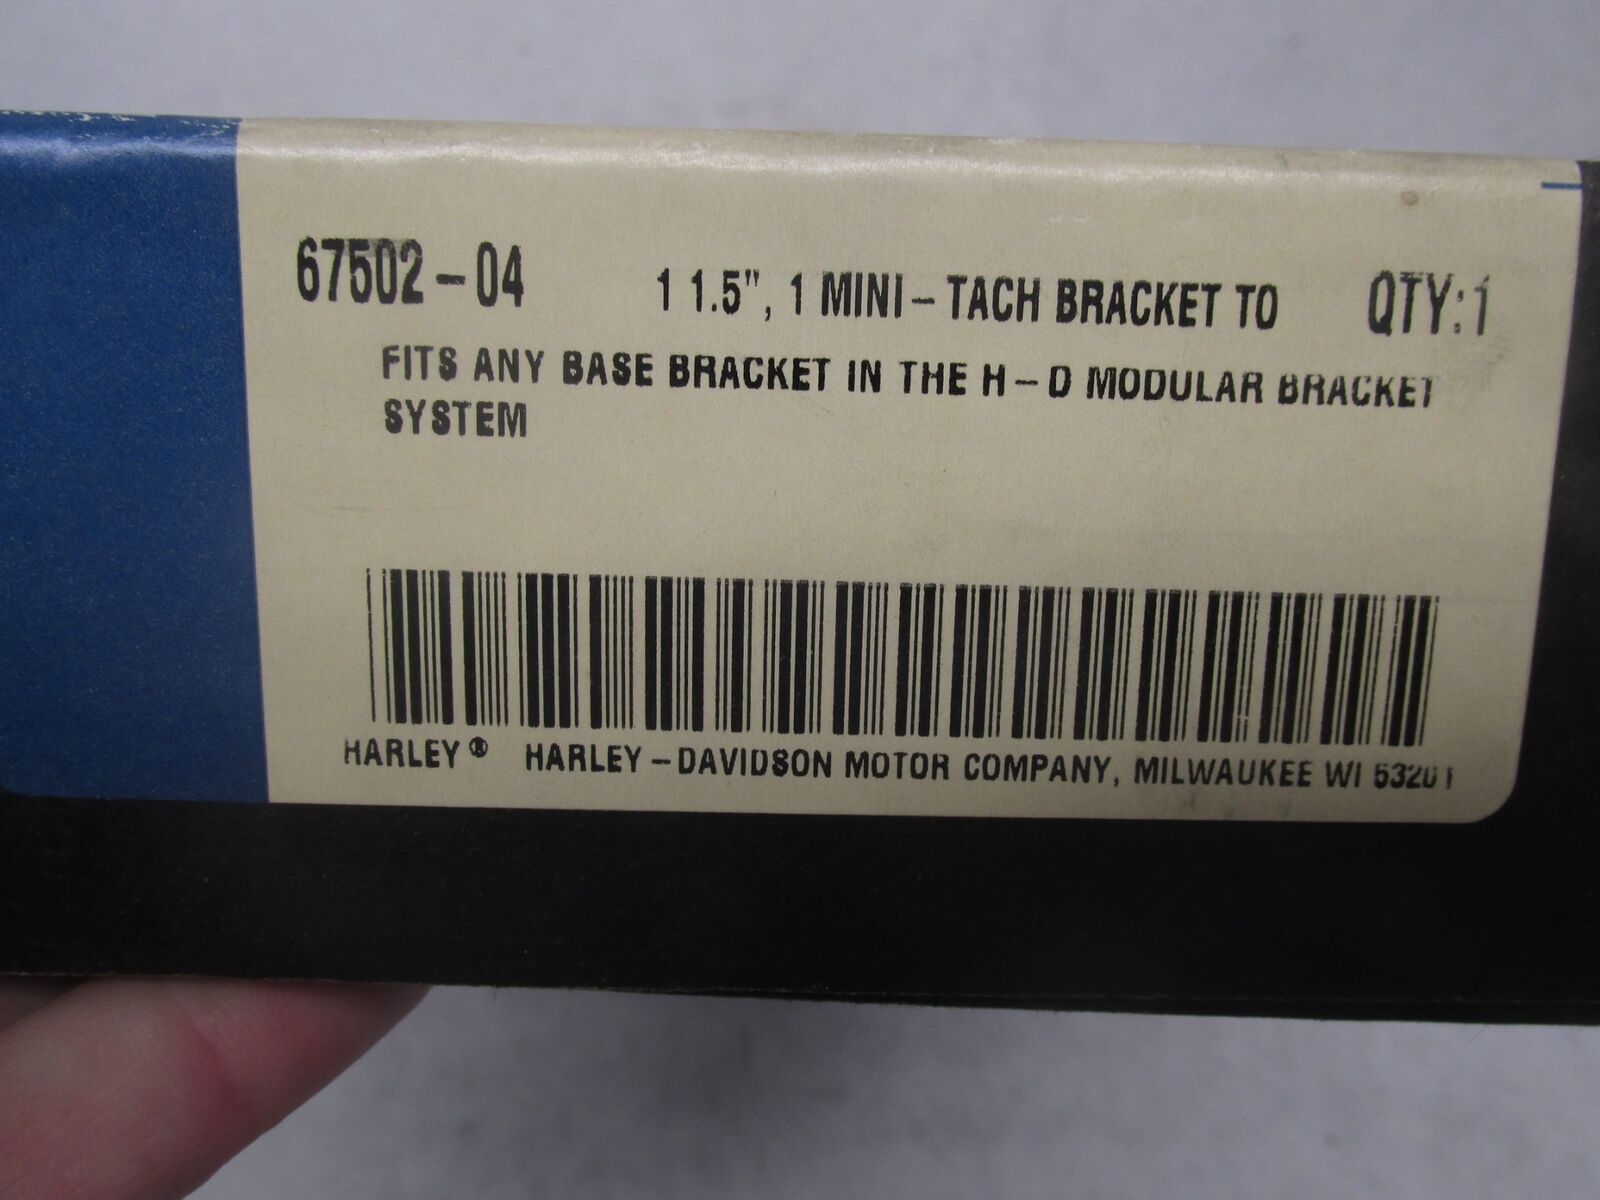 67502-04 1 1.5", 1 MINI-TACH BRACKET TO QTY:1
FITS ANY BASE BRACKET IN THE H-D MODULAR BRACKET
SYSTEM
HARLEY® HARLEY-DAVIDSON MOTOR COMPANY, MILWAUKEE WI 53201